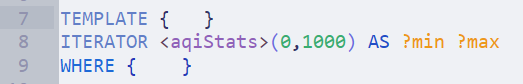 7 TEMPLATE {   }
8 ITERATOR <aqiStats>(0,1000) AS ?min ?max
9 WHERE {    }